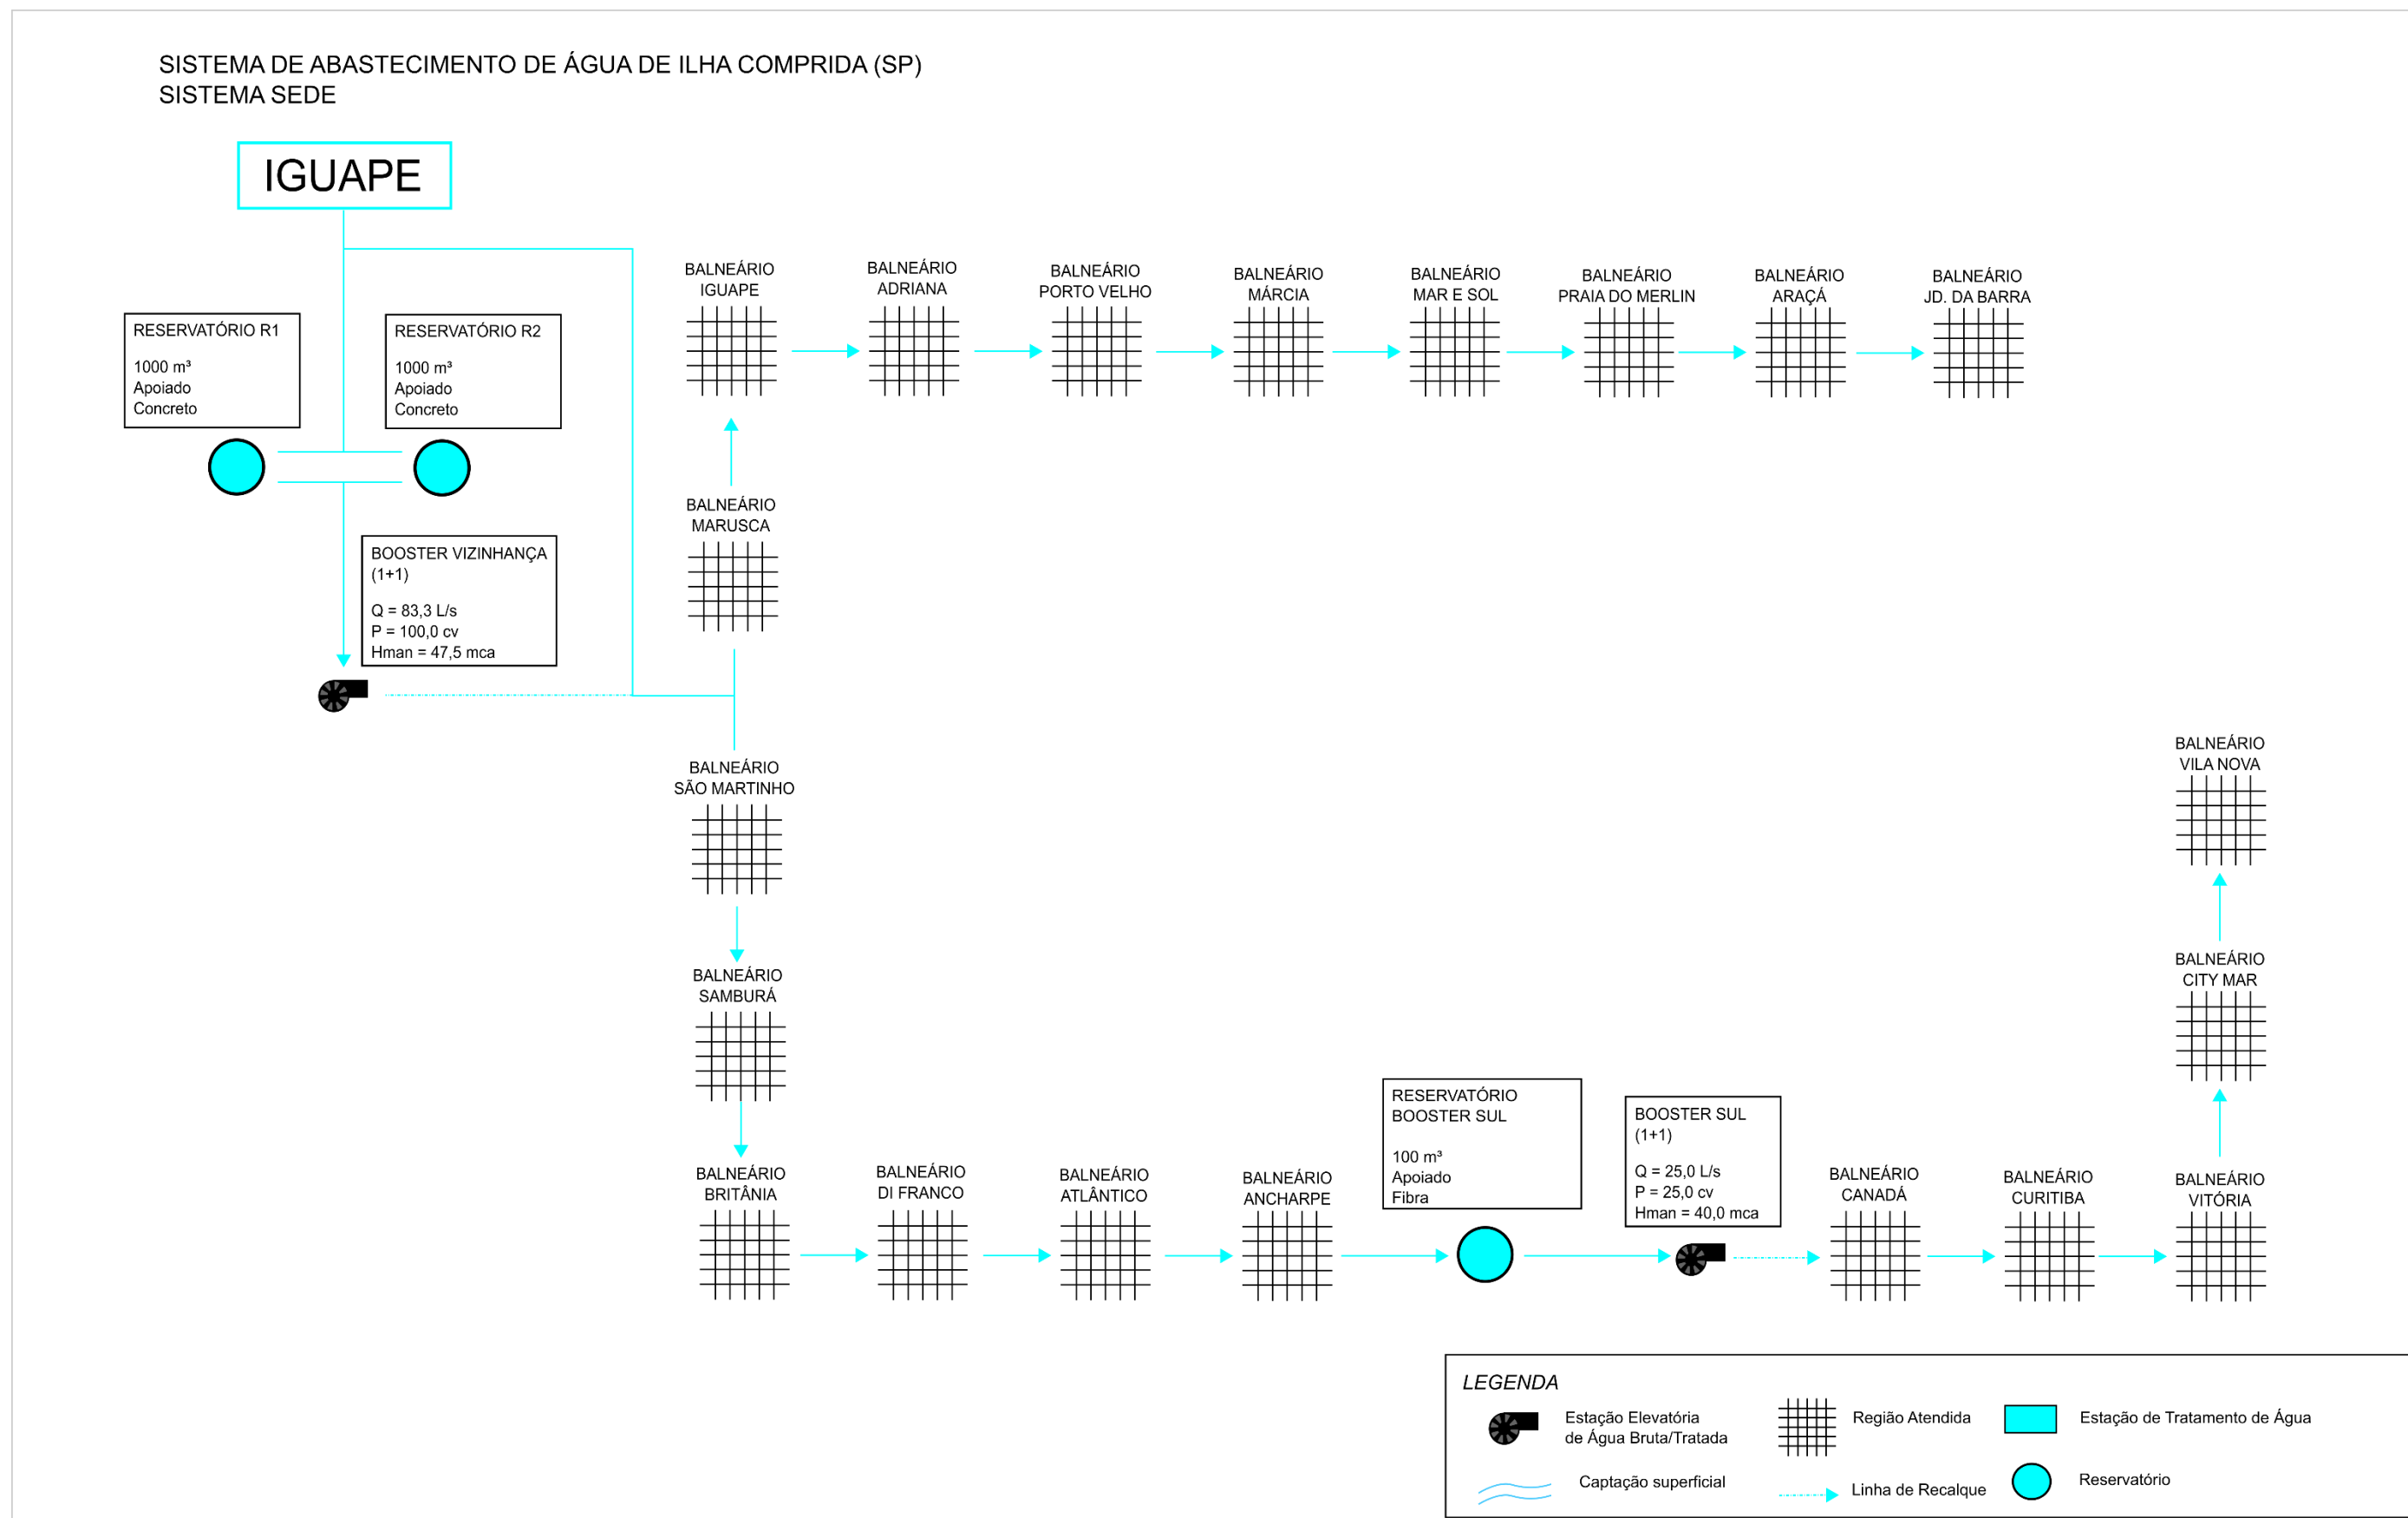 SISTEMA DE ABASTECIMENTO DE ÁGUA DE ILHA COMPRIDA (SP)
SISTEMA SEDE
IGUAPE
RESERVATÓRIO R1
1000 m³
Apoiado
Concreto
RESERVATÓRIO R2
1000 m³
Apoiado
Concreto
BOOSTER VIZINHANÇA
(1+1)
Q = 83,3 L/s
P = 100,0 cv
Hman = 47,5 mca
BALNEÁRIO
IGUAPE
BALNEÁRIO
ADRIANA
BALNEÁRIO
PORTO VELHO
BALNEÁRIO
MÁRCIA
BALNEÁRIO
MAR E SOL
BALNEÁRIO
PRAIA DO MERLIN
BALNEÁRIO
ARAÇÁ
BALNEÁRIO
JD. DA BARRA
BALNEÁRIO
MARUSCA
BALNEÁRIO
SÃO MARTINHO
BALNEÁRIO
SAMBURÁ
BALNEÁRIO
BRITÂNIA
BALNEÁRIO
DI FRANCO
BALNEÁRIO
ATLÂNTICO
BALNEÁRIO
ANCHARPE
RESERVATÓRIO
BOOSTER SUL
100 m³
Apoiado
Fibra
BOOSTER SUL
(1+1)
Q = 25,0 L/s
P = 25,0 cv
Hman = 40,0 mca
BALNEÁRIO
CANADÁ
BALNEÁRIO
CURITIBA
BALNEÁRIO
VITÓRIA
BALNEÁRIO
CITY MAR
BALNEÁRIO
VILA NOVA
LEGENDA
Estação Elevatória
de Água Bruta/Tratada
Região Atendida
Estação de Tratamento de Água
Captação superficial
Linha de Recalque
Reservatório